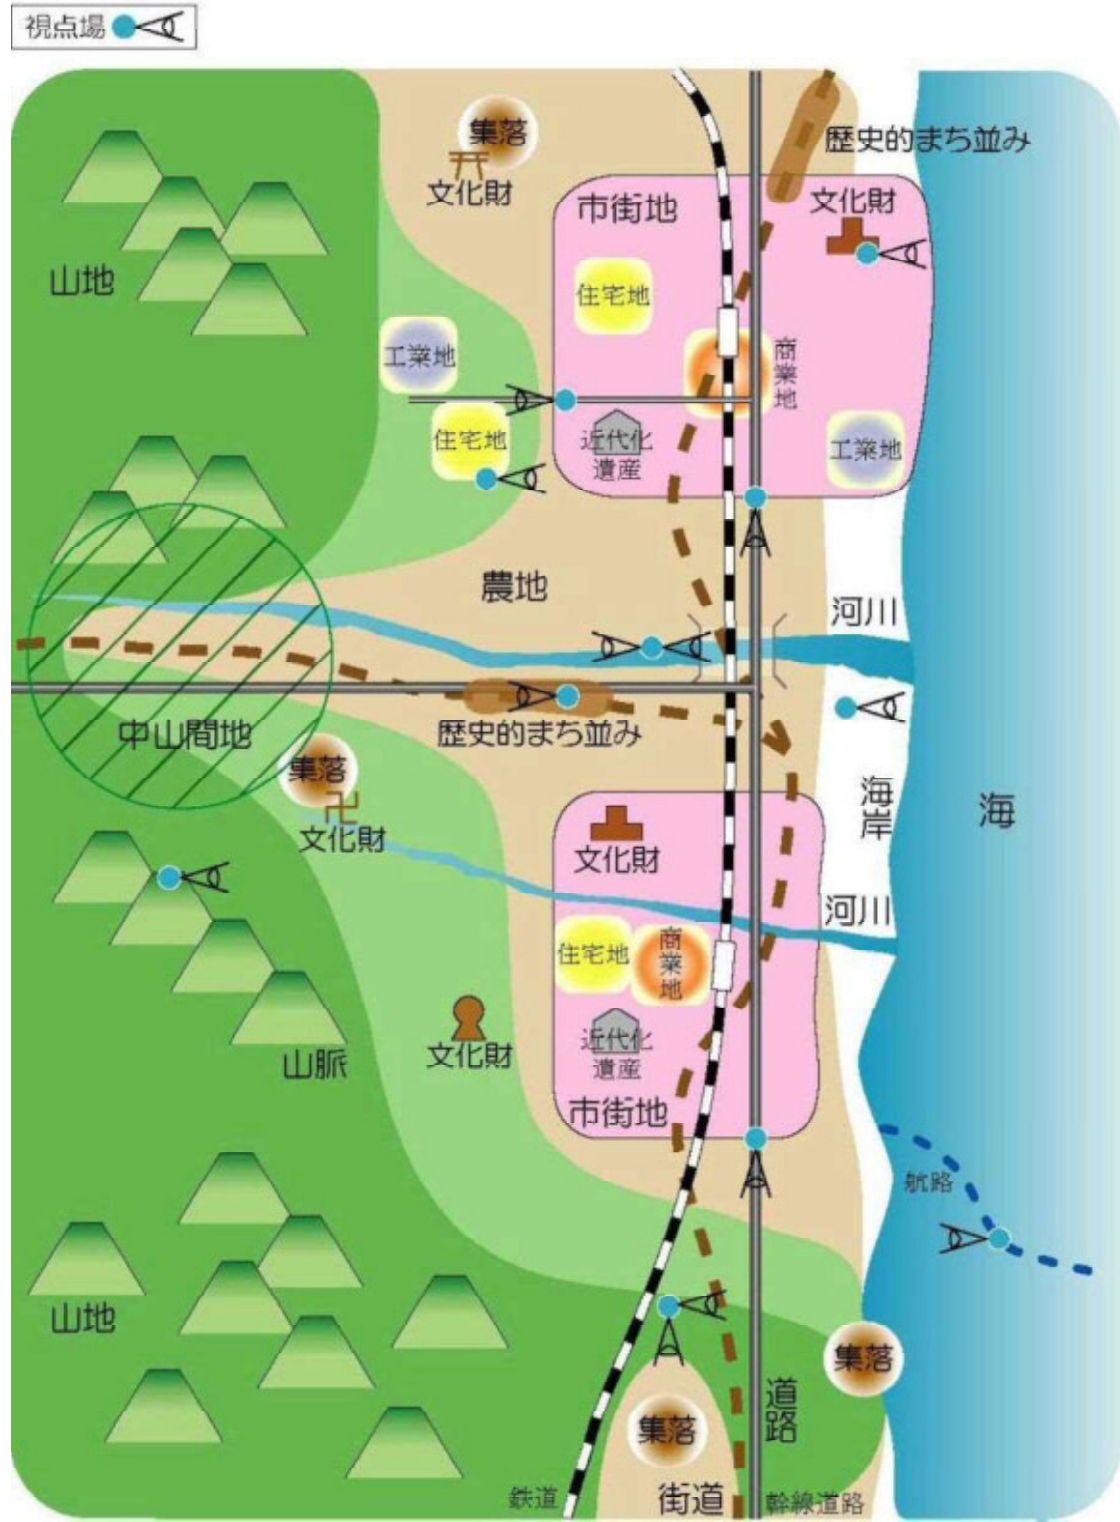 視点場
集落
歴史的まち並み
文化財
市街地
文化財
山地
住宅地
工業地
商業地
住宅地
近代化
遺産
工業地
農地
河川
中山間地
歴史的まち並み
集落
海岸
海
文化財
文化財
河川
住宅地
商業地
近代化
遺産
文化財
山脈
市街地
航路
山地
集落
道路
集落
鉄道
街道
幹線道路